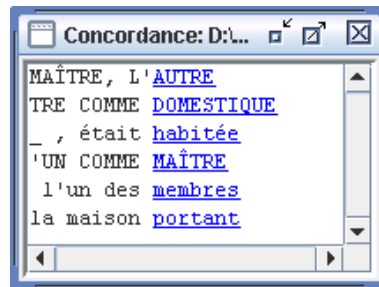 Concordance: D:\...
MAÎTRE, L'AUTRE
TRE COMME DOMESTIQUE
_ , était habitée
'UN COMME MAÎTRE
l'un des membres
la maison portant